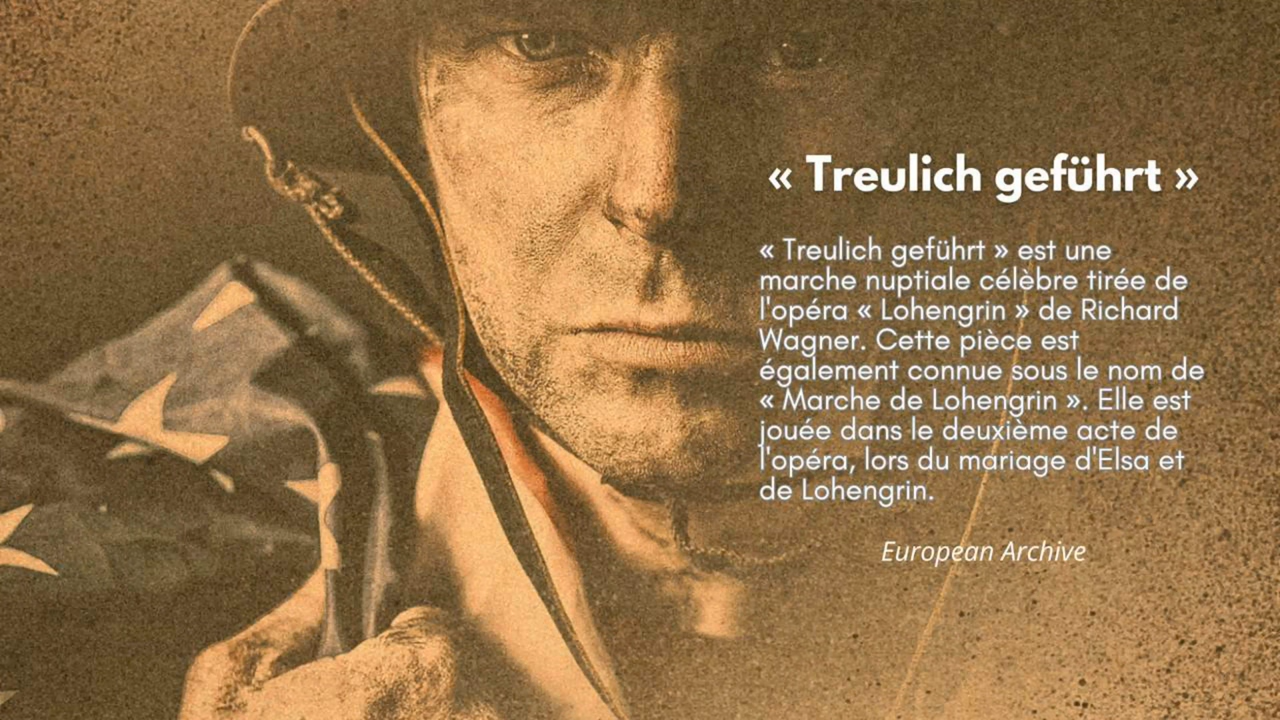 « Treulich geführt »
« Treulich geführt » est une
marche nuptiale célèbre tirée de
l'opéra « Lohengrin » de Richard
Wagner. Cette pièce est
également connue sous le nom de
« Marche de Lohengrin ». Elle est
jouée dans le deuxième acte de
l'opéra, lors du mariage d'Elsa et
de Lohengrin.
European Archive